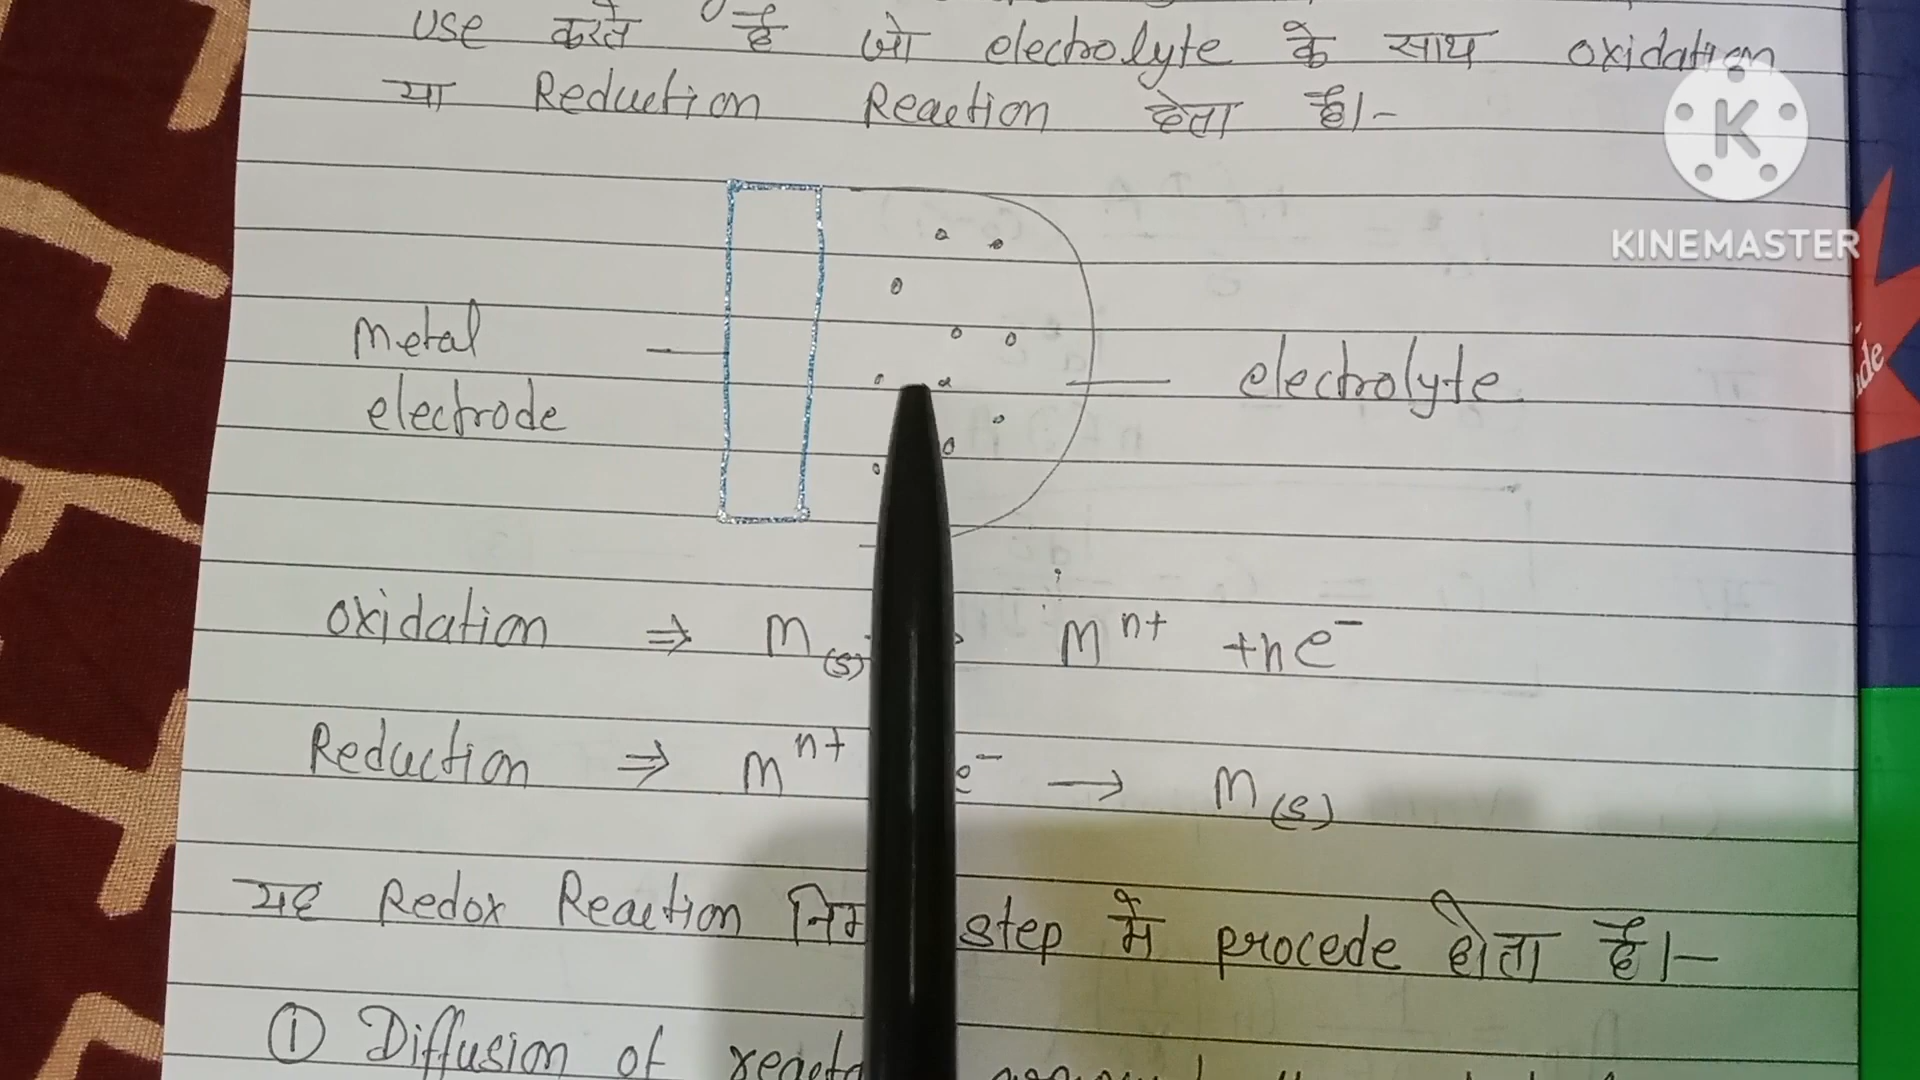 use करते है जो electrolyte के साथ oxidation
या Reduction Reaction देता है।-
K
KINEMASTER
Metal
electrode
electrolyte
de
oxidation ⇒ M(s) Mⁿ⁺ + ne⁻
Reduction ⇒ Mⁿ⁺ e⁻ → M(s)
यह Redox Reaction step मे procede होता है।-
① Diffusion of